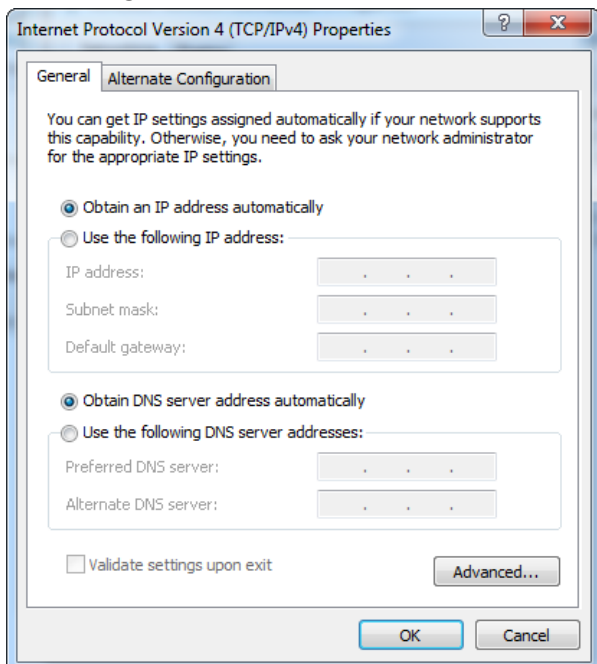 Internet Protocol Version 4 (TCP/IPv4) Properties
General
Alternate Configuration
You can get IP settings assigned automatically if your network supports
this capability. Otherwise, you need to ask your network administrator
for the appropriate IP settings.
Obtain an IP address automatically
Use the following IP address:
IP address:
Subnet mask:
Default gateway:
Obtain DNS server address automatically
Use the following DNS server addresses:
Preferred DNS server:
Alternate DNS server:
Validate settings upon exit
Advanced...
OK
Cancel